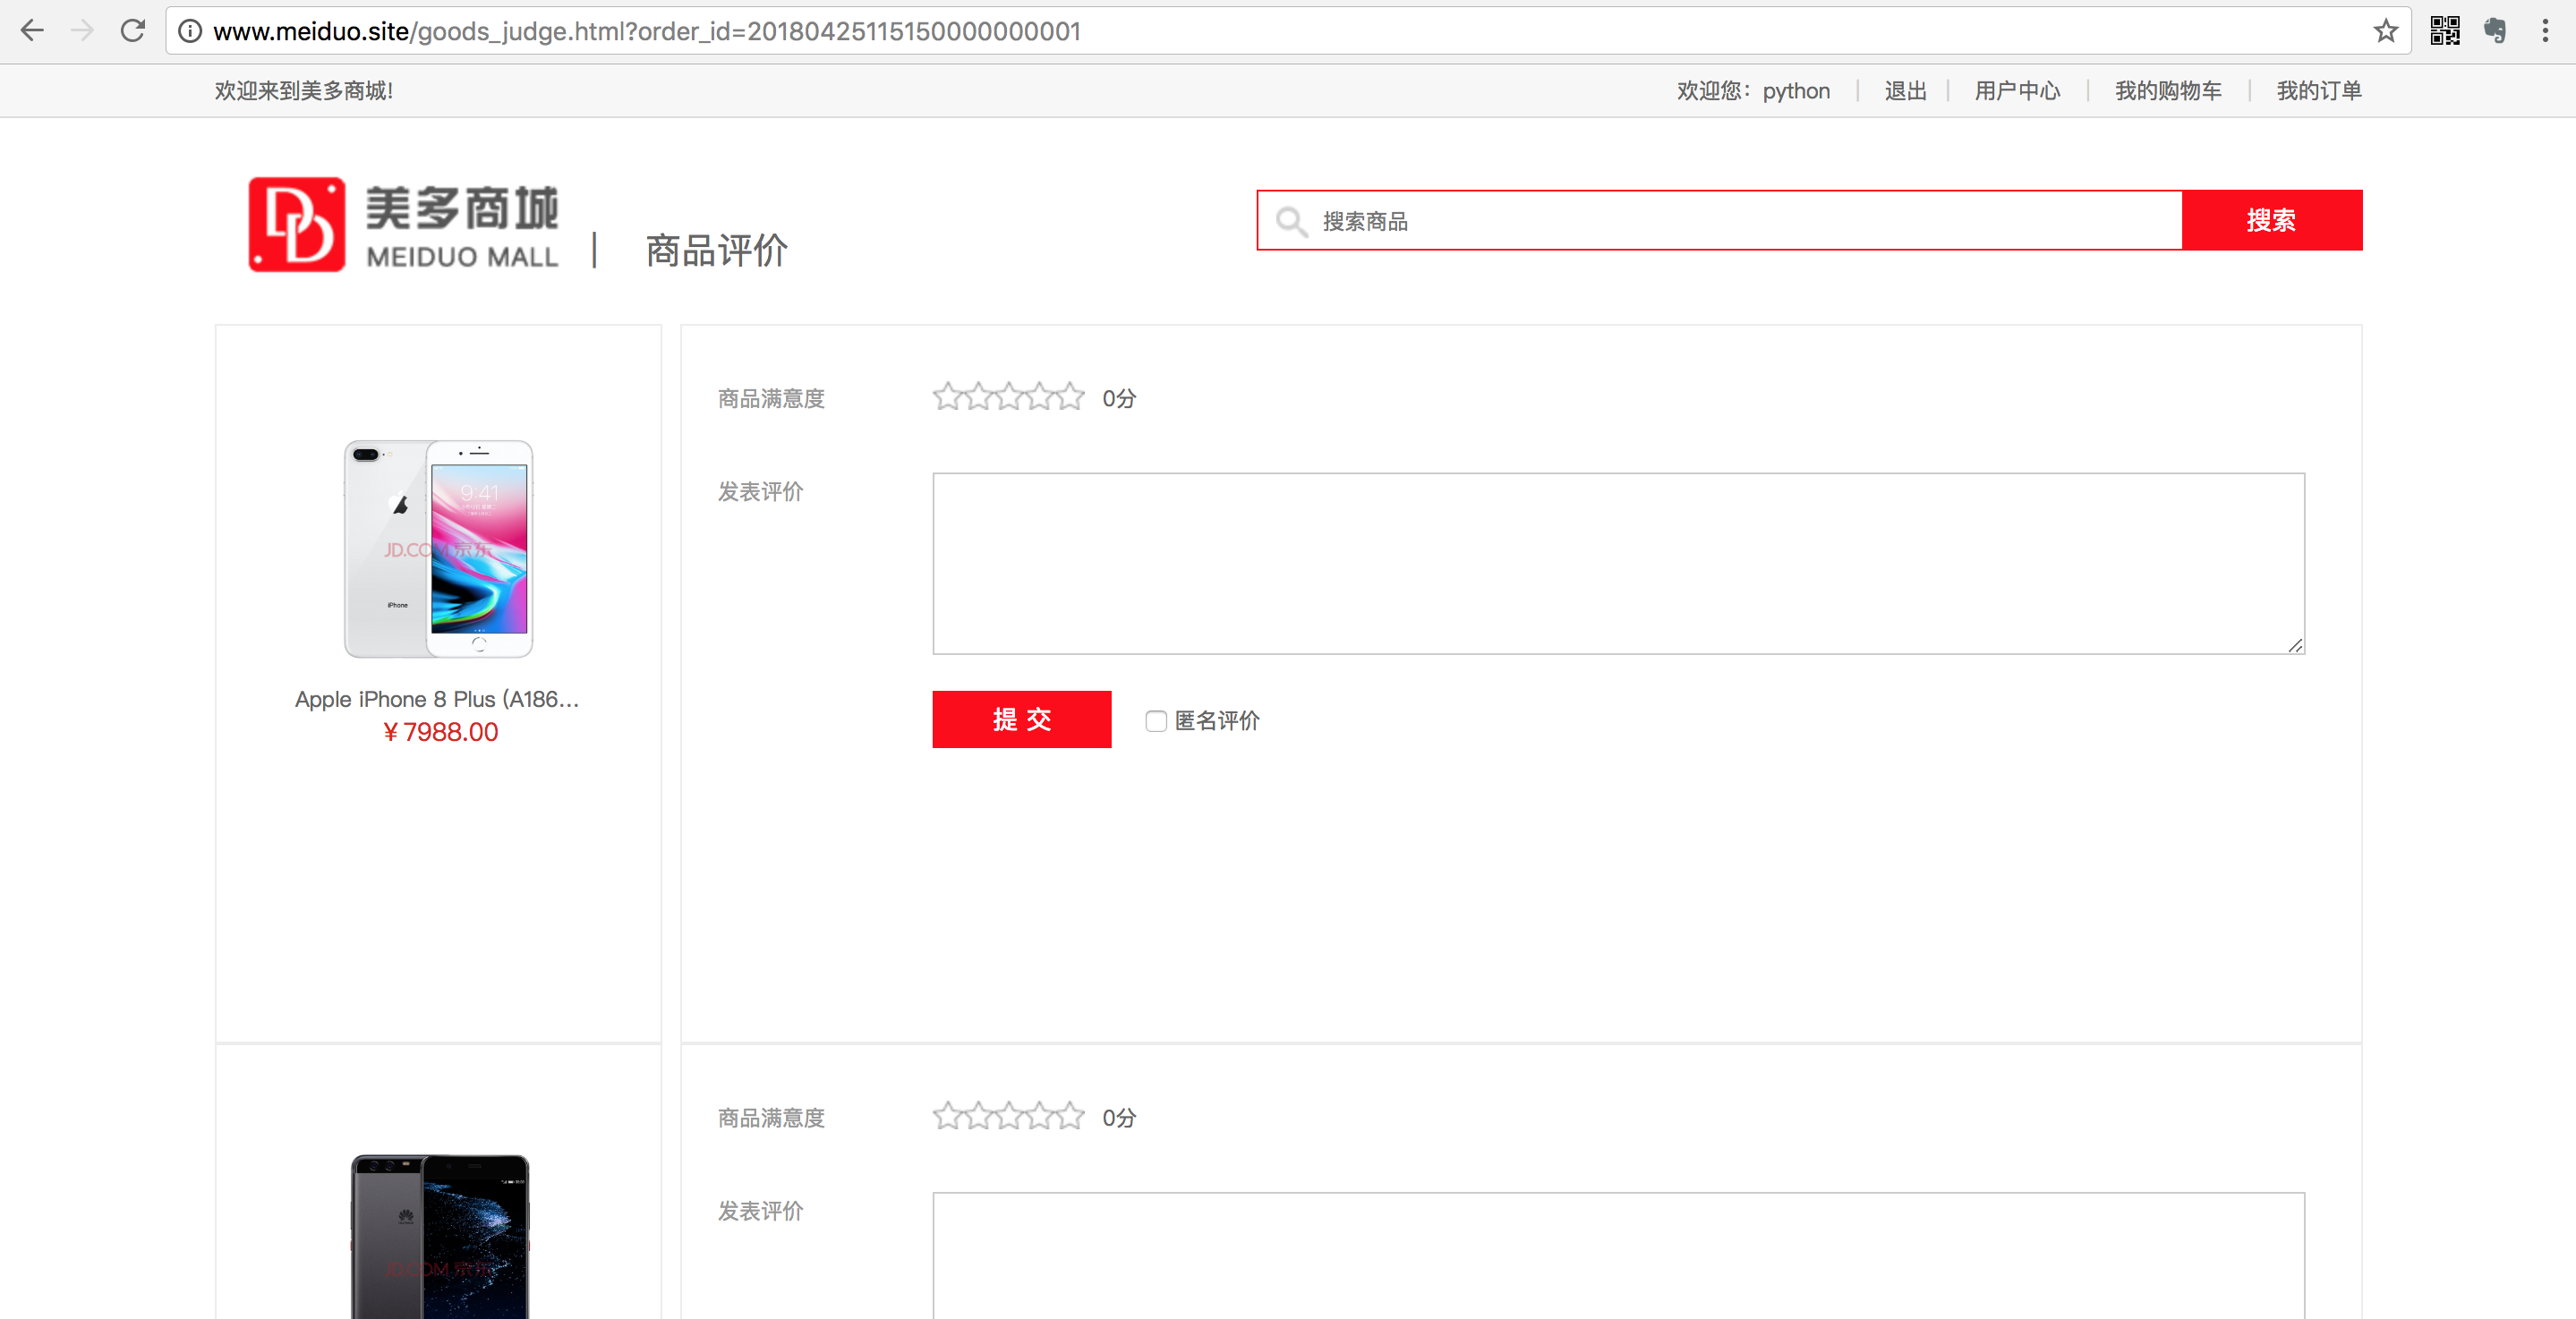 www.meiduo.site/goods_judge.html?order_id=20180425115150000000001
欢迎来到美多商城!
欢迎您：python | 退出 | 用户中心 | 我的购物车 | 我的订单
美多商城
MEIDUO MALL
| 商品评价
搜索商品
搜索
商品满意度
0分
发表评价
9:41
JD.COM 京东
iPhone
Apple iPhone 8 Plus (A186...
¥7988.00
提 交
匿名评价
商品满意度
0分
发表评价
JD.COM 京东